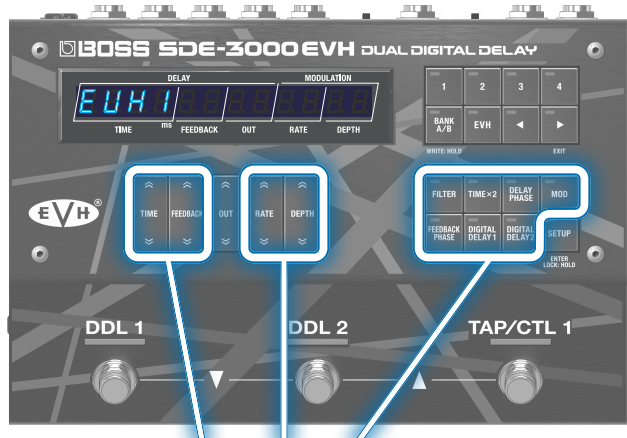 BOSS SDE-3000EVH DUAL DIGITAL DELAY
DELAY MODULATION
EUH1
TIME ms FEEDBACK OUT RATE DEPTH
1 2 3 4
BANK A/B EVH
WRITE: HOLD EXIT
TIME FEEDBACK OUT RATE DEPTH
FILTER TIME×2 DELAY PHASE MOD
FEEDBACK PHASE DIGITAL DELAY 1 DIGITAL DELAY 2 SETUP
ENTER
LOCK: HOLD
EVH®
DDL 1 DDL 2 TAP/CTL 1